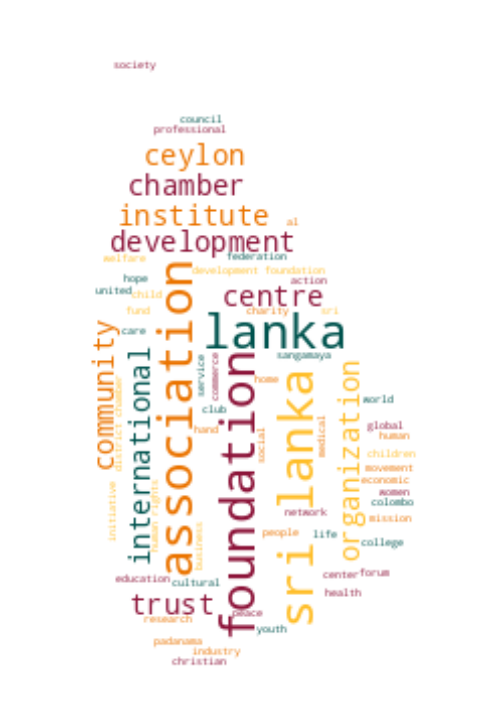 society
council
professional
ceylon
chamber
institute
al
development
welfare
federation
development foundation
hope
action
united
child
centre
fund
charity
sri
lanka
care
sangamaya
association
community
international
foundation
sri lanka
organization
service
commerce
home
district chamber
world
club
hand
social
medical
global
human
children
movement
economic
women
colombo
initiative
human rights
network
mission
business
people
life
college
education
cultural
center
forum
health
trust
peace
research
youth
padanama
industry
christian